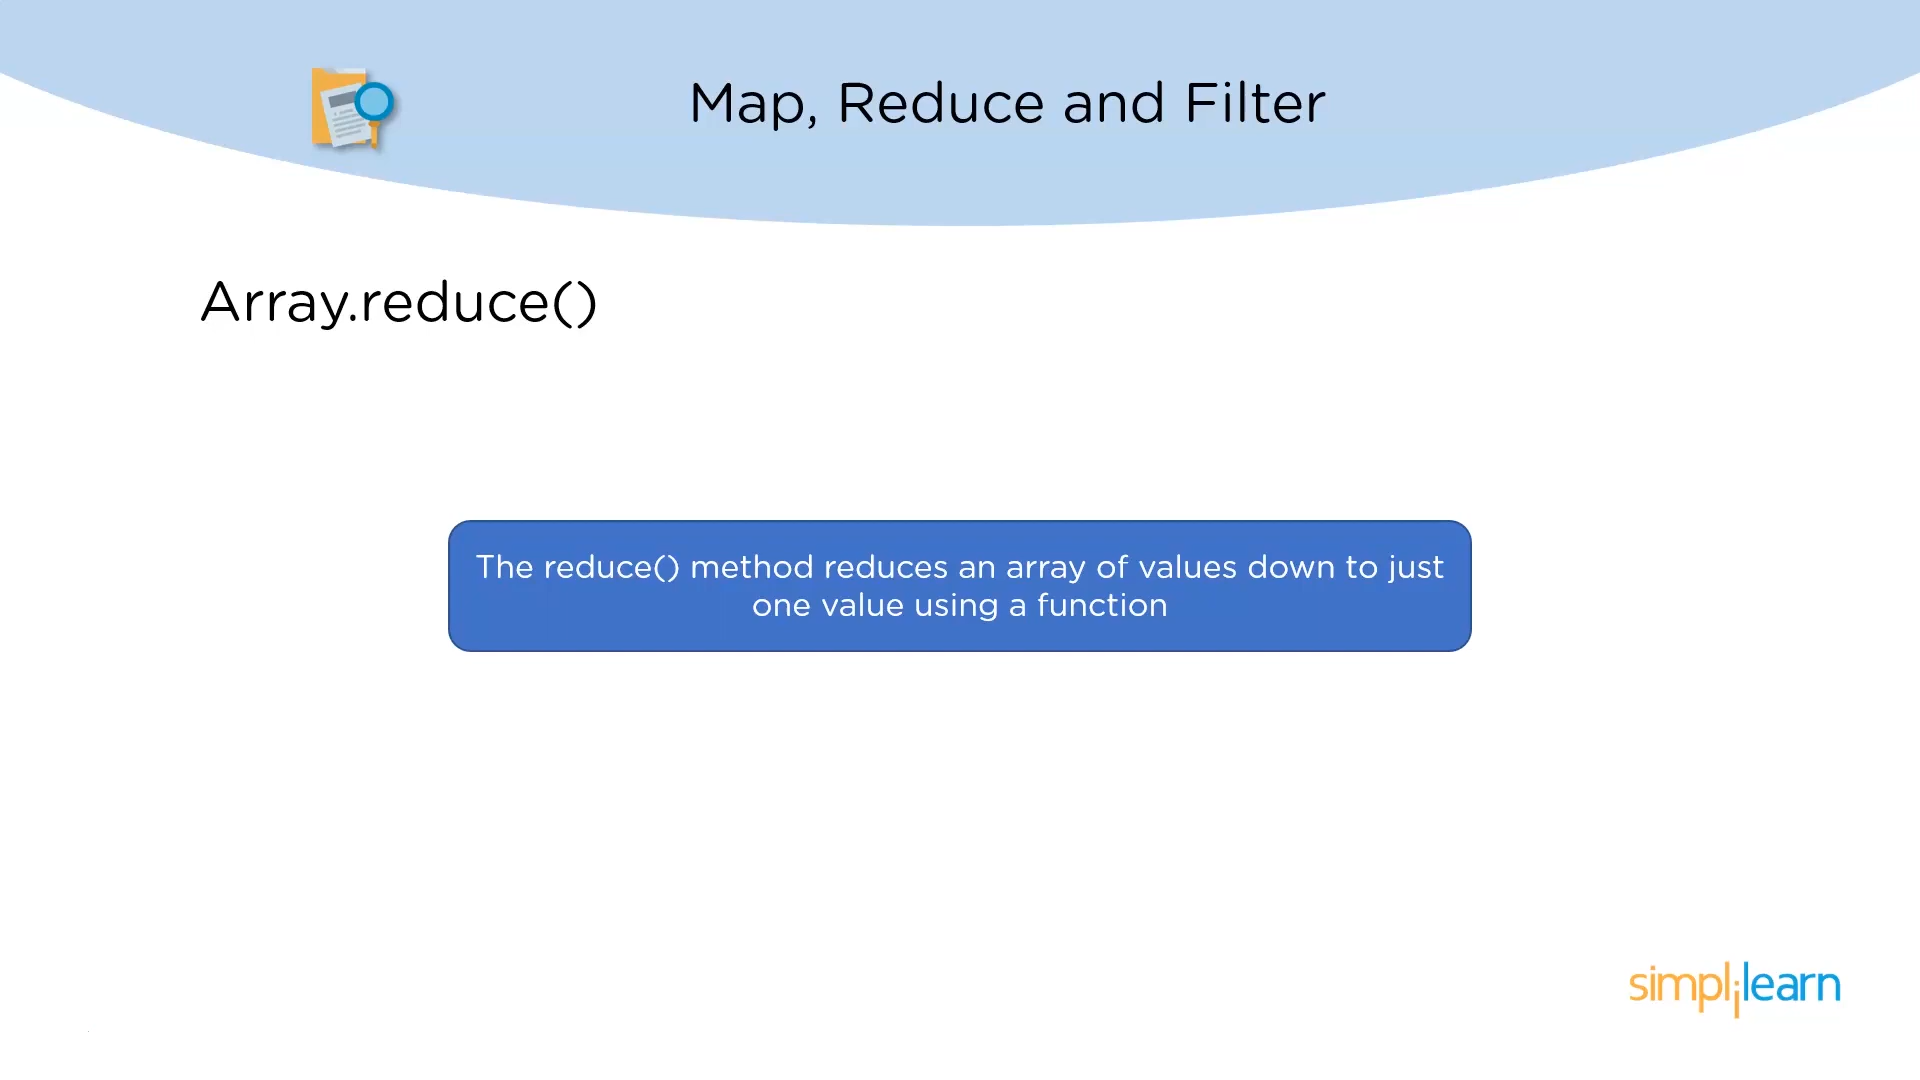 Map, Reduce and Filter
Array.reduce()
The reduce() method reduces an array of values down to just
one value using a function
simplilearn